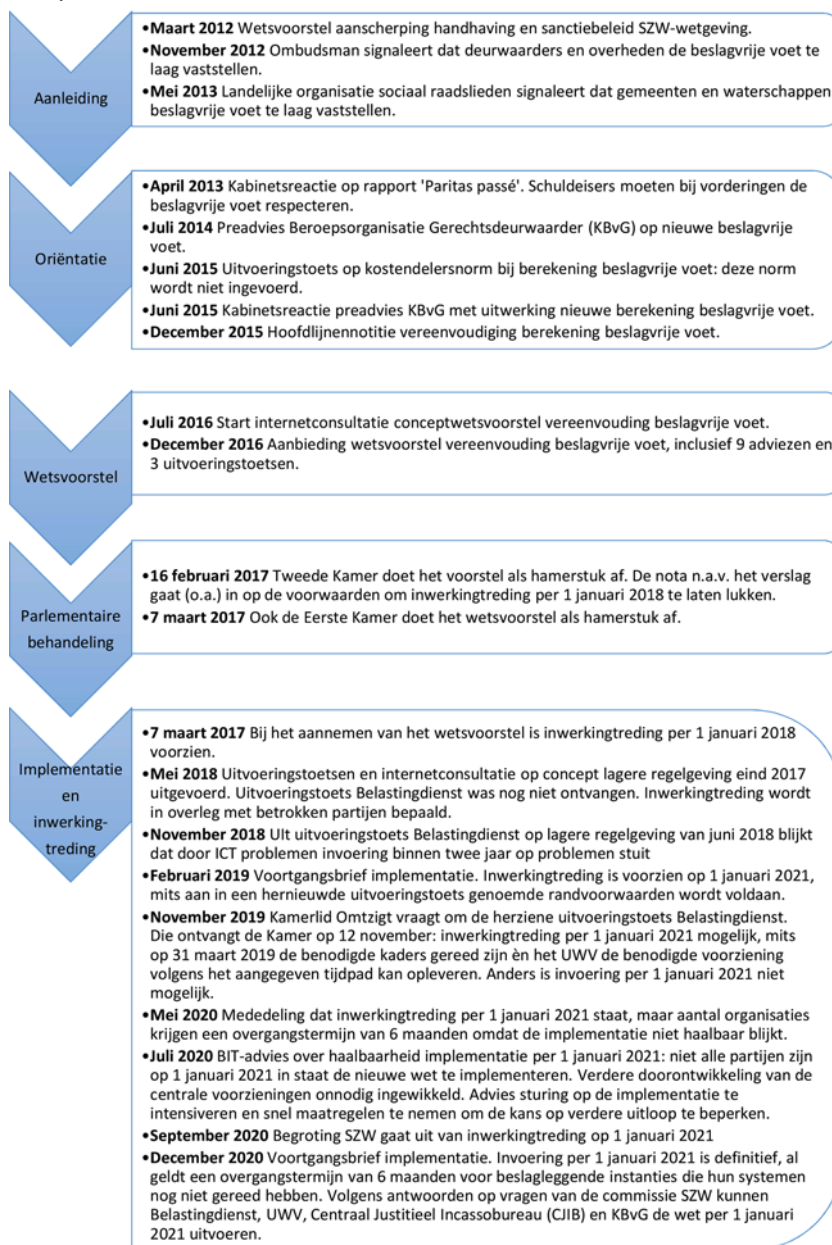 Aanleiding
•Maart 2012 Wetsvoorstel aanscherping handhaving en sanctiebeleid SZW-wetgeving.
•November 2012 Ombudsman signaleert dat deurwaarders en overheden de beslagvrije voet te
laag vaststellen.
•Mei 2013 Landelijke organisatie sociaal raadslieden signaleert dat gemeenten en waterschappen
beslagvrije voet te laag vaststellen.
Oriëntatie
•April 2013 Kabinetsreactie op rapport 'Paritas passé'. Schuldeisers moeten bij vorderingen de
beslagvrije voet respecteren.
•Juli 2014 Preadvies Beroepsorganisatie Gerechtsdeurwaarder (KBvG) op nieuwe beslagvrije
voet.
•Juni 2015 Uitvoeringstoets op kostendelersnorm bij berekening beslagvrije voet: deze norm
wordt niet ingevoerd.
•Juni 2015 Kabinetsreactie preadvies KBvG met uitwerking nieuwe berekening beslagvrije voet.
•December 2015 Hoofdlijnennotitie vereenvoudiging berekening beslagvrije voet.
Wetsvoorstel
•Juli 2016 Start internetconsultatie conceptwetsvoorstel vereenvouding beslagvrije voet.
•December 2016 Aanbieding wetsvoorstel vereenvouding beslagvrije voet, inclusief 9 adviezen en
3 uitvoeringstoetsen.
Parlementaire
behandeling
•16 februari 2017 Tweede Kamer doet het voorstel als hamerstuk af. De nota n.a.v. het verslag
gaat (o.a.) in op de voorwaarden om inwerkingtreding per 1 januari 2018 te laten lukken.
•7 maart 2017 Ook de Eerste Kamer doet het wetsvoorstel als hamerstuk af.
Implementatie
en
inwerking-
treding
•7 maart 2017 Bij het aannemen van het wetsvoorstel is inwerkingtreding per 1 januari 2018
voorzien.
•Mei 2018 Uitvoeringstoetsen en internetconsultatie op concept lagere regelgeving eind 2017
uitgevoerd. Uitvoeringstoets Belastingdienst was nog niet ontvangen. Inwerkingtreding wordt
in overleg met betrokken partijen bepaald.
•November 2018 UIt uitvoeringstoets Belastingdienst op lagere regelgeving van juni 2018 blijkt
dat door ICT problemen invoering binnen twee jaar op problemen stuit
•Februari 2019 Voortgangsbrief implementatie. Inwerkingtreding is voorzien op 1 januari 2021,
mits aan in een hernieuwde uitvoeringstoets genoemde randvoorwaarden wordt voldaan.
•November 2019 Kamerlid Omtzigt vraagt om de herziene uitvoeringstoets Belastingdienst.
Die ontvangt de Kamer op 12 november: inwerkingtreding per 1 januari 2021 mogelijk, mits
op 31 maart 2019 de benodigde kaders gereed zijn èn het UWV de benodigde voorziening
volgens het aangegeven tijdpad kan opleveren. Anders is invoering per 1 januari 2021 niet
mogelijk.
•Mei 2020 Mededeling dat inwerkingtreding per 1 januari 2021 staat, maar aantal organisaties
krijgen een overgangstermijn van 6 maanden omdat de implementatie niet haalbaar blijkt.
•Juli 2020 BIT-advies over haalbaarheid implementatie per 1 januari 2021: niet alle partijen zijn
op 1 januari 2021 in staat de nieuwe wet te implementeren. Verdere doorontwikkeling van de
centrale voorzieningen onnodig ingewikkeld. Advies sturing op de implementatie te
intensiveren en snel maatregelen te nemen om de kans op verdere uitloop te beperken.
•September 2020 Begroting SZW gaat uit van inwerkingtreding op 1 januari 2021
•December 2020 Voortgangsbrief implementatie. Invoering per 1 januari 2021 is definitief, al
geldt een overgangstermijn van 6 maanden voor beslagleggende instanties die hun systemen
nog niet gereed hebben. Volgens antwoorden op vragen van de commissie SZW kunnen
Belastingdienst, UWV, Centraal Justitieel Incassobureau (CJIB) en KBvG de wet per 1 januari
2021 uitvoeren.